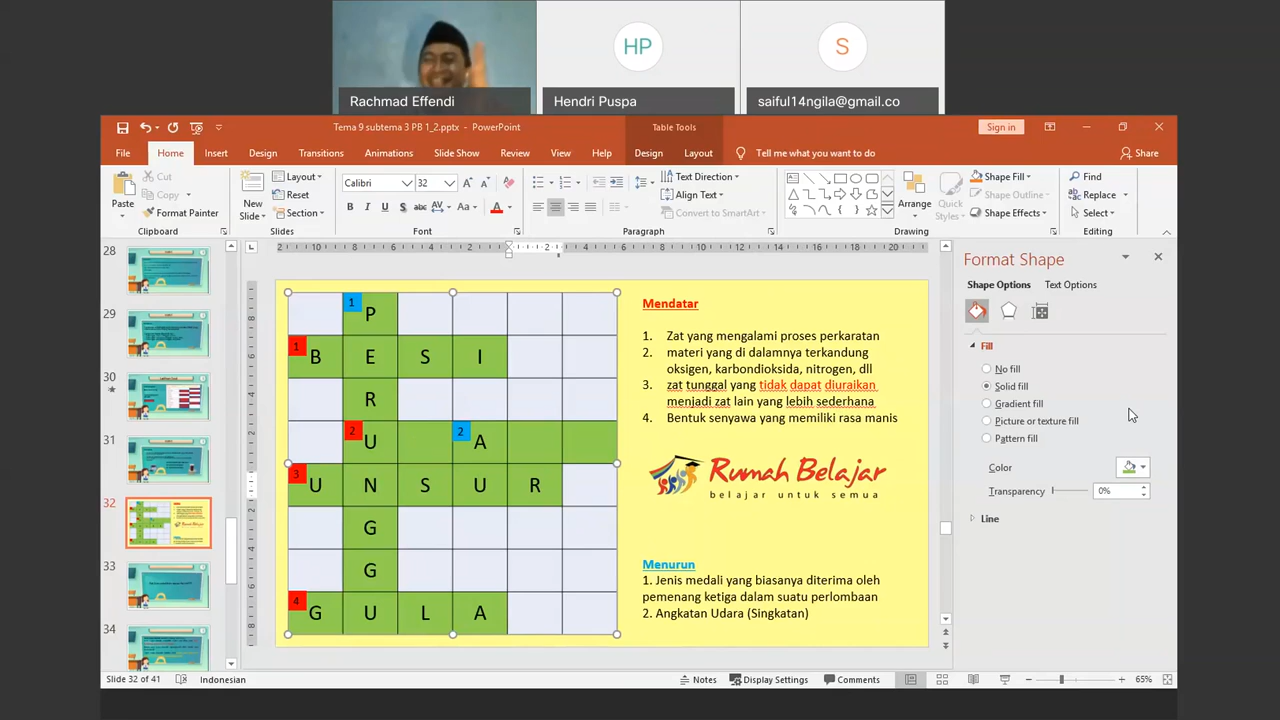 Rachmad Effendi
HP
Hendri Puspa
S
saiful14ngila@gmail.co
Tema 9 subtema 3 PB 1_2.pptx - PowerPoint
Table Tools
Sign in
File Home Insert Design Transitions Animations Slide Show Review View Help Design Layout Tell me what you want to do Share
Paste
Cut
Copy
Format Painter
Clipboard
New Slide
Layout
Reset
Section
Slides
Calibri 32
Font
Text Direction
Align Text
Convert to SmartArt
Paragraph
Arrange
Quick Styles
Shape Fill
Shape Outline
Shape Effects
Drawing
Find
Replace
Select
Editing
28
29
30
31
32
33
34
1 P
1 B E S I
R
2 U 2 A
3 U N S U R
G
G
4 G U L A
Mendatar
1. Zat yang mengalami proses perkaratan
2. materi yang di dalamnya terkandung
oksigen, karbondioksida, nitrogen, dll
3. zat tunggal yang tidak dapat diuraikan
menjadi zat lain yang lebih sederhana
4. Bentuk senyawa yang memiliki rasa manis
Rumah Belajar
belajar untuk semua
Menurun
1. Jenis medali yang biasanya diterima oleh
pemenang ketiga dalam suatu perlombaan
2. Angkatan Udara (Singkatan)
Format Shape
Shape Options Text Options
Fill
No fill
Solid fill
Gradient fill
Picture or texture fill
Pattern fill
Color
Transparency 0%
Line
Slide 32 of 41 Indonesian Notes Display Settings Comments 65%